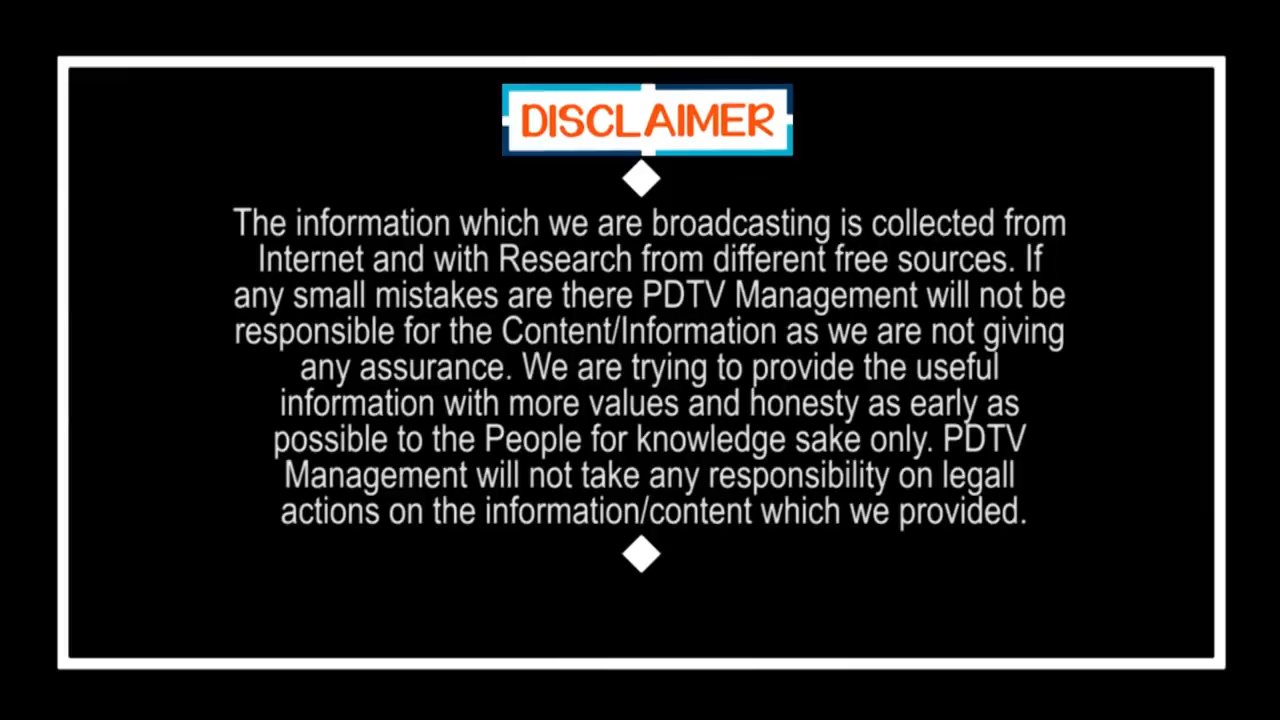 DISCLAIMER
The information which we are broadcasting is collected from
Internet and with Research from different free sources. If
any small mistakes are there PDTV Management will not be
responsible for the Content/Information as we are not giving
any assurance. We are trying to provide the useful
information with more values and honesty as early as
possible to the People for knowledge sake only. PDTV
Management will not take any responsibility on legall
actions on the information/content which we provided.